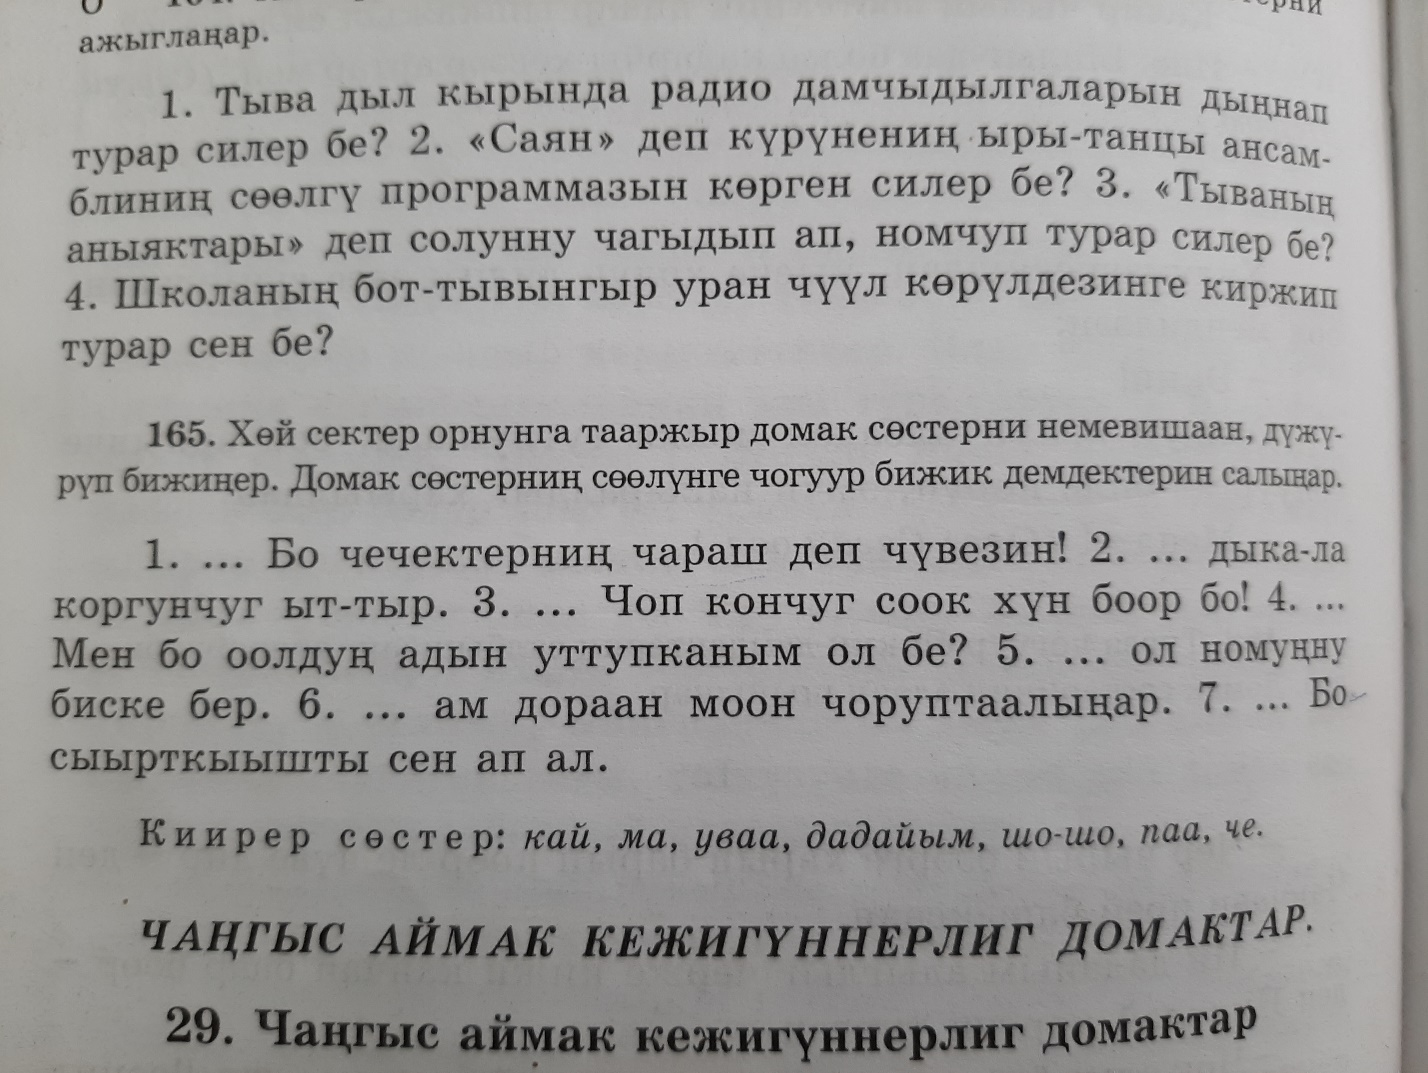 ажыглаңар.
1. Тыва дыл кырында радио дамчыдылгаларын дыңнап
турар силер бе? 2. «Саян» деп күрүнениң ыры-танцы ансам-
блиниң сөөлгү программазын көрген силер бе? 3. «Тываның
аныяктары» деп солунну чагыдып ап, номчуп турар силер бе?
4. Школаның бот-тывынгыр уран чүүл көрүлдезинге киржип
турар сен бе?
165. Хөй сектер орнунга тааржыр домак сөстерни немевишаан, дүжү-
рүп бижиңер. Домак сөстерниң сөөлүнге чогуур бижик демдектерин салыңар.
1. ... Бо чечектерниң чараш деп чүвезин! 2. ... дыка-ла
коргунчуг ыт-тыр. 3. ... Чоп кончуг соок хүн боор бо! 4. ...
Мен бо оолдуң адын уттупканым ол бе? 5. ... ол номуңну
биске бер. 6. ... ам дораан моон чоруптаалыңар. 7. ... Бо
сыырткыышты сен ап ал.
Киирер сөстер: кай, ма, уваа, дадайым, шо-шо, паа, че.
ЧАҢГЫС АЙМАК КЕЖИГҮННЕРЛИГ ДОМАКТАР.
29. Чаңгыс аймак кежигүннерлиг домактар